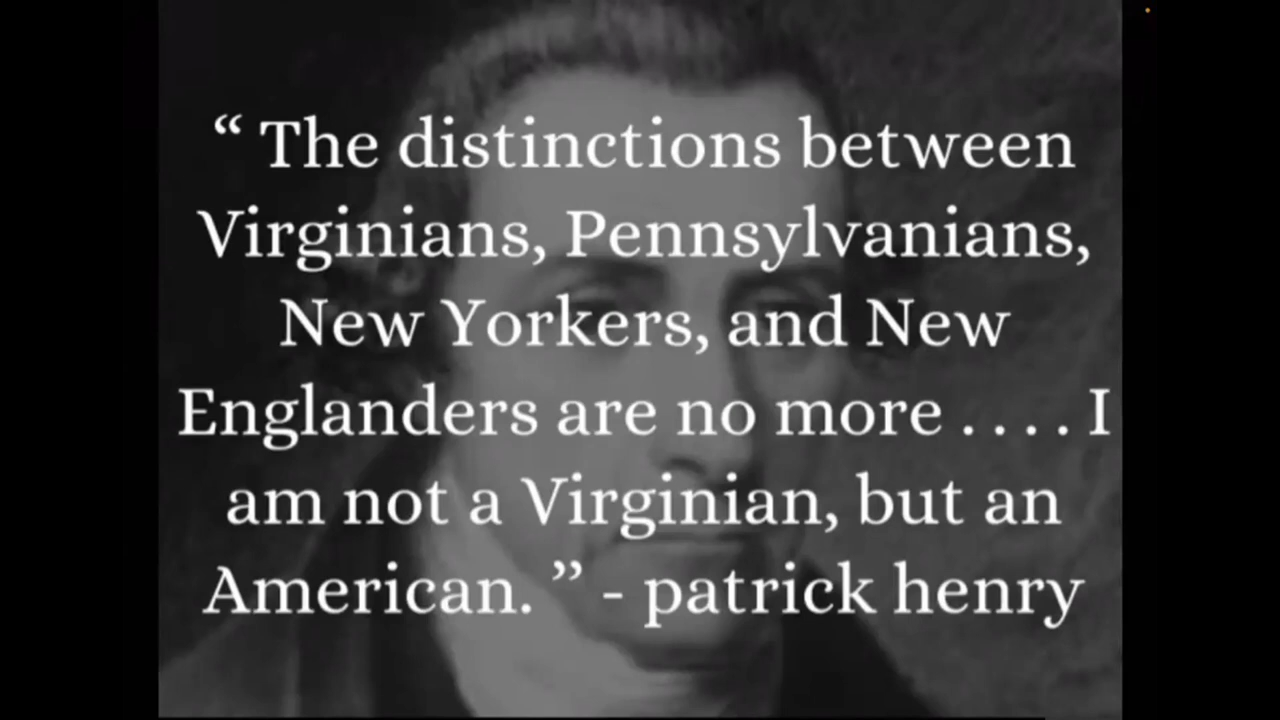 “ The distinctions between
Virginians, Pennsylvanians,
New Yorkers, and New
Englanders are no more . . . . I
am not a Virginian, but an
American. ” - patrick henry